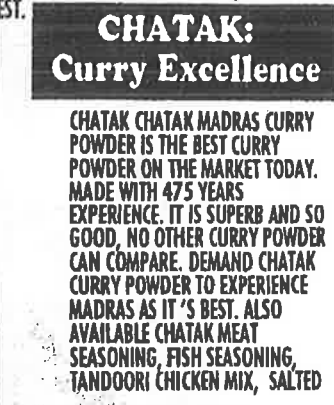 EST.
CHATAK:
Curry Excellence
CHATAK CHATAK MADRAS CURRY
POWDER IS THE BEST CURRY
POWDER ON THE MARKET TODAY.
MADE WITH 475 YEARS
EXPERIENCE. IT IS SUPERB AND SO
GOOD, NO OTHER CURRY POWDER
CAN COMPARE. DEMAND CHATAK
CURRY POWDER TO EXPERIENCE
MADRAS AS IT 'S BEST. ALSO
AVAILABLE CHATAK MEAT
SEASONING, FISH SEASONING,
TANDOORI CHICKEN MIX, SALTED